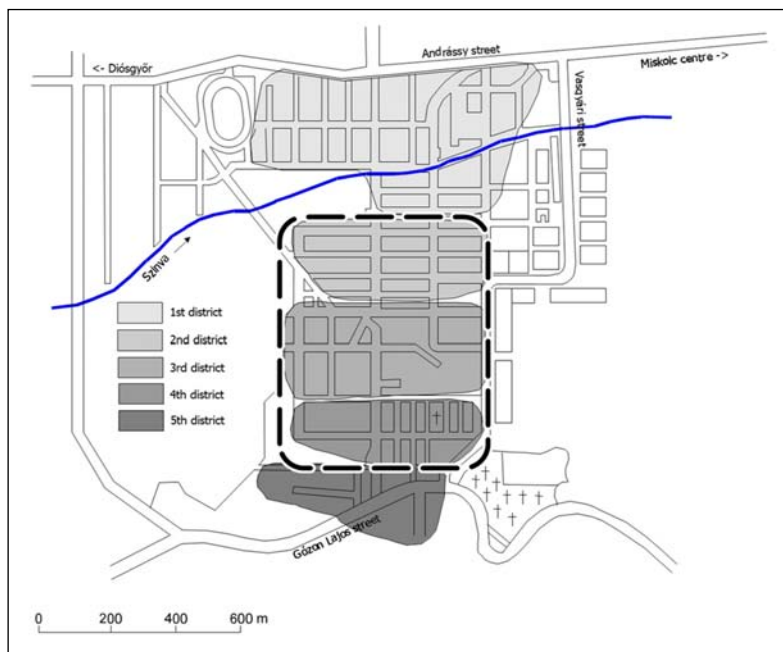 Andrássy street
<- Diósgyőr
Miskolc centre ->
Vasgyári street
Szinva
1st district
2nd district
3rd district
4th district
5th district
Gózon Lajos street
0 200 400 600 m